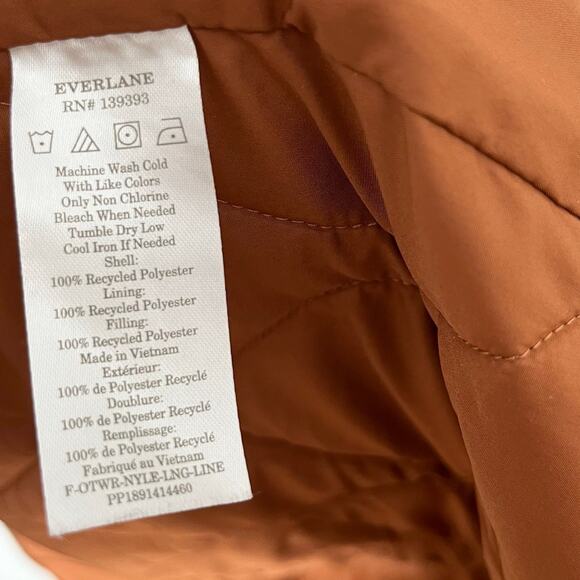 EVERLANE
RN# 139393
Machine Wash Cold
With Like Colors
Only Non Chlorine
Bleach When Needed
Tumble Dry Low
Cool Iron If Needed
Shell:
100% Recycled Polyester
Lining:
100% Recycled Polyester
Filling:
100% Recycled Polyester
Made in Vietnam
Extérieur:
100% de Polyester Recyclé
Doublure:
100% de Polyester Recyclé
Remplissage:
100% de Polyester Recyclé
Fabriqué au Vietnam
F-OTWR-NYLE-LNG-LINE
PP1891414460